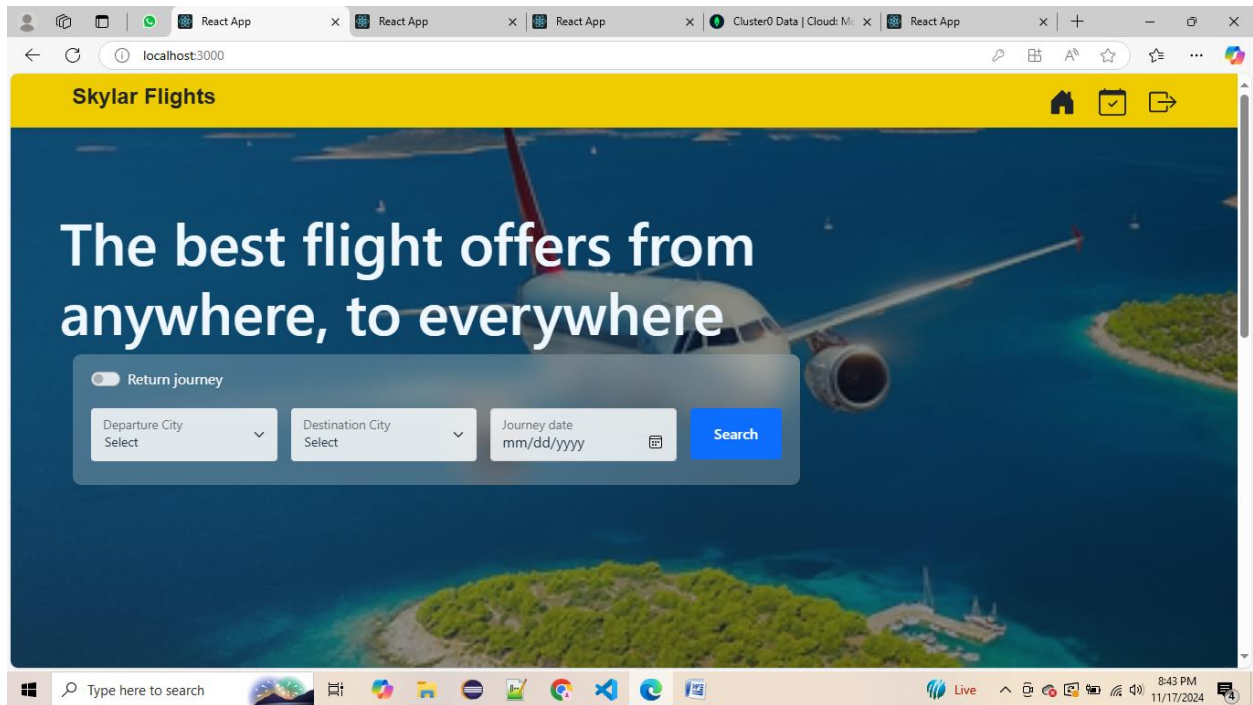 React App
React App
React App
Cluster0 Data | Cloud: Mo
React App
localhost:3000
Skylar Flights
The best flight offers from
anywhere, to everywhere
Return journey
Departure City
Select
Destination City
Select
Journey date
mm/dd/yyyy
Search
Type here to search
Live
8:43 PM
11/17/2024
4